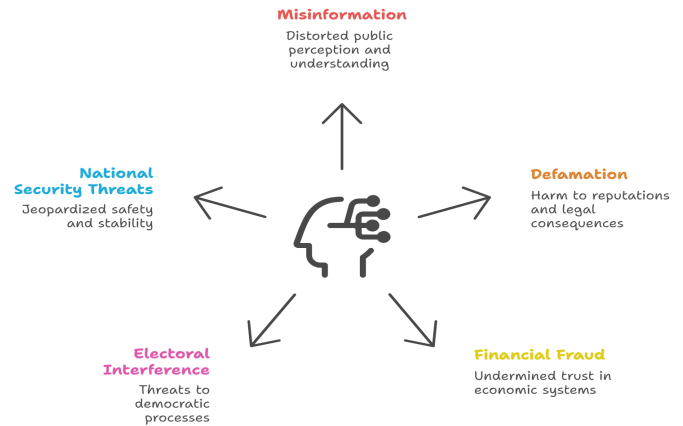 Misinformation
Distorted public
perception and
understanding
National
Security Threats
Jeopardized safety
and stability
Defamation
Harm to reputations
and legal
consequences
Electoral
Interference
Threats to
democratic
processes
Financial Fraud
Undermined trust in
economic systems